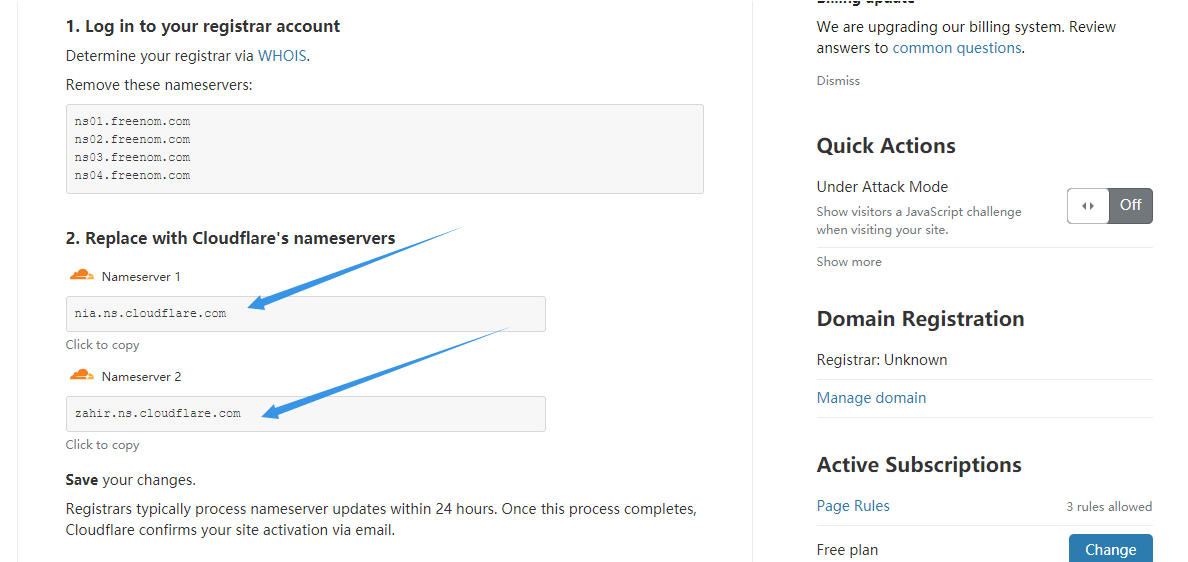 1. Log in to your registrar account
Determine your registrar via WHOIS.
Remove these nameservers:
ns01.freenom.com
ns02.freenom.com
ns03.freenom.com
ns04.freenom.com
2. Replace with Cloudflare's nameservers
Nameserver 1
nia.ns.cloudflare.com
Click to copy
Nameserver 2
zahir.ns.cloudflare.com
Click to copy
Save your changes.
Registrars typically process nameserver updates within 24 hours. Once this process completes,
Cloudflare confirms your site activation via email.
Billing update
We are upgrading our billing system. Review
answers to common questions.
Dismiss
Quick Actions
Under Attack Mode
Show visitors a JavaScript challenge
when visiting your site.
Off
Show more
Domain Registration
Registrar: Unknown
Manage domain
Active Subscriptions
Page Rules
3 rules allowed
Free plan
Change